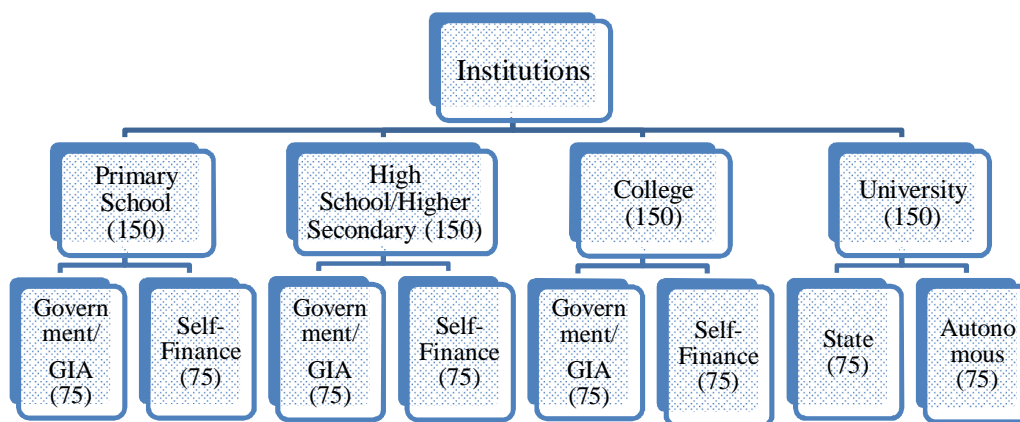 Institutions
Primary
School
(150)
High
School/Higher
Secondary (150)
College
(150)
University
(150)
Govern
ment/
GIA
(75)
Self-
Finance
(75)
Govern
ment/
GIA
(75)
Self-
Finance
(75)
Govern
ment/
GIA
(75)
Self-
Finance
(75)
State
(75)
Autono
mous
(75)